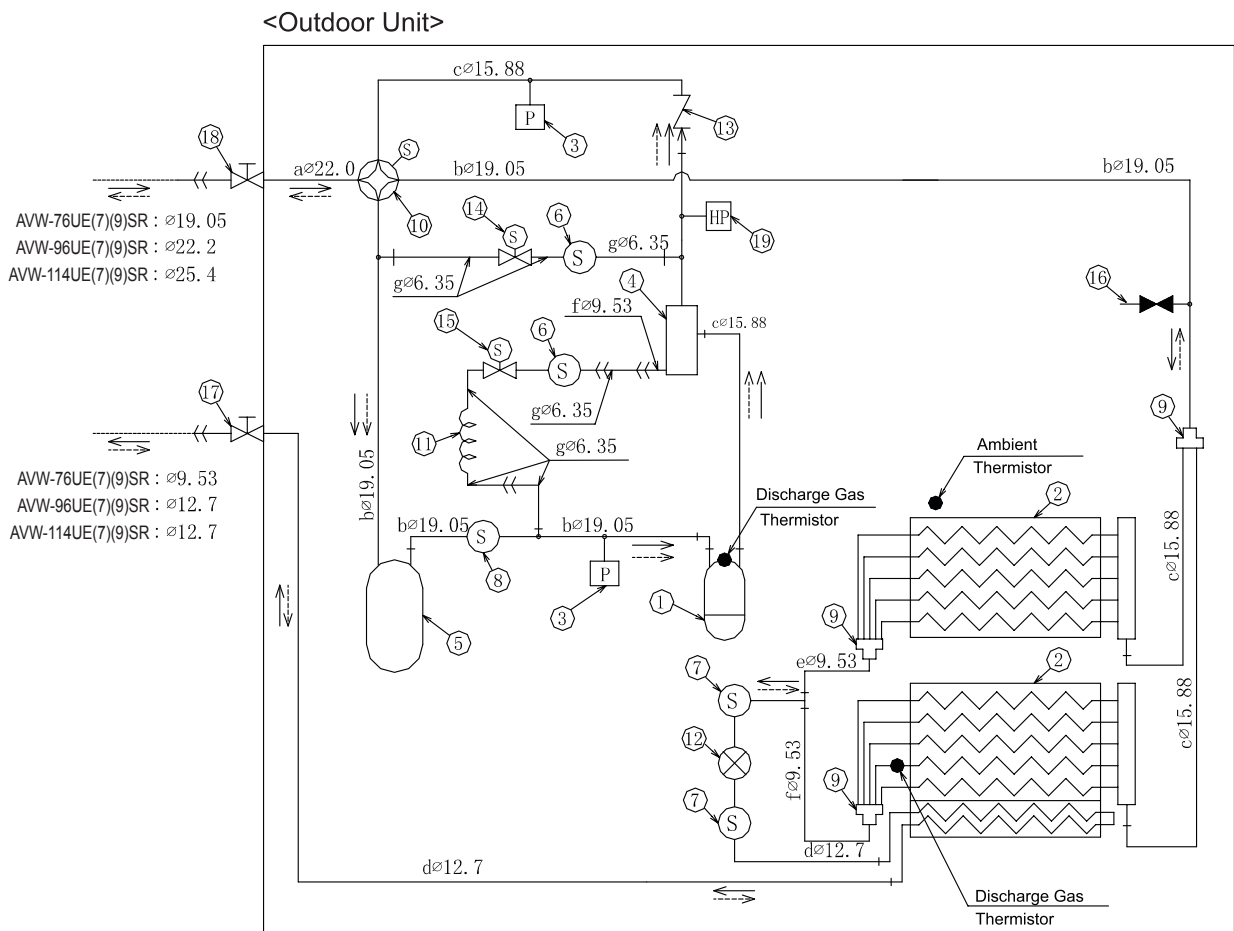 <Outdoor Unit>
c⌀15.88
P
3
13
18
S
a⌀22.0
b⌀19.05
b⌀19.05
10
AVW-76UE(7)(9)SR : ⌀19.05
AVW-96UE(7)(9)SR : ⌀22.2
AVW-114UE(7)(9)SR : ⌀25.4
14
6
HP
19
S
S
g⌀6.35
g⌀6.35
4
16
f⌀9.53
15
6
c⌀15.88
S
S
17
g⌀6.35
9
11
g⌀6.35
Ambient
Thermistor
AVW-76UE(7)(9)SR : ⌀9.53
AVW-96UE(7)(9)SR : ⌀12.7
AVW-114UE(7)(9)SR : ⌀12.7
b⌀19.05
Discharge Gas
Thermistor
2
b⌀19.05
S
b⌀19.05
8
P
3
1
c⌀15.88
5
9
e⌀9.53
7
S
2
12
c⌀15.88
f⌀9.53
7
S
9
d⌀12.7
d⌀12.7
Discharge Gas
Thermistor